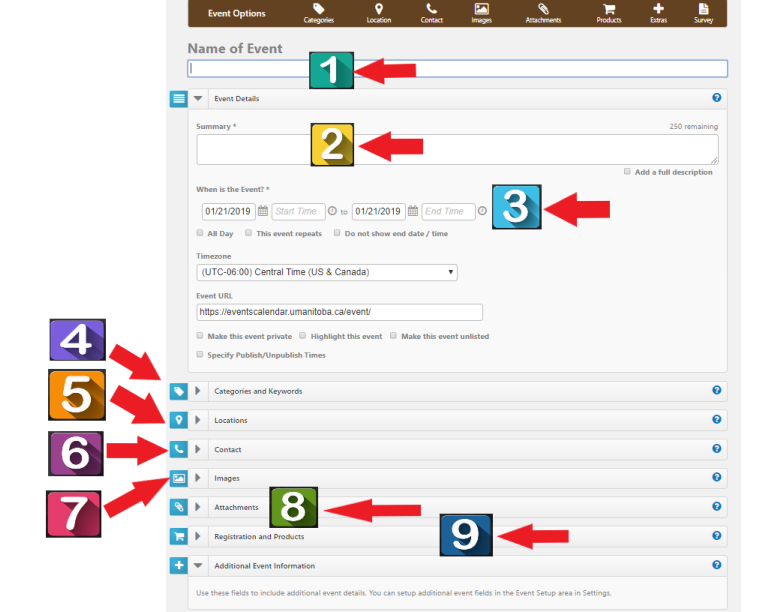 Event Options Categories Location Contact Images Attachments Products Extras Survey
Name of Event
1
Event Details
Summary * 250 remaining
2
Add a full description
When is the Event? *
3
01/21/2019 Start Time to 01/21/2019 End Time
All Day This event repeats Do not show end date / time
Timezone
(UTC-06:00) Central Time (US & Canada)
Event URL
https://eventscalendar.umanitoba.ca/event/
Make this event private Highlight this event Make this event unlisted
4
Specify Publish/Unpublish Times
5
Categories and Keywords
Locations
6
Contact
7
Images
8
Attachments
9
Registration and Products
Additional Event Information
Use these fields to include additional event details. You can setup additional event fields in the Event Setup area in Settings.